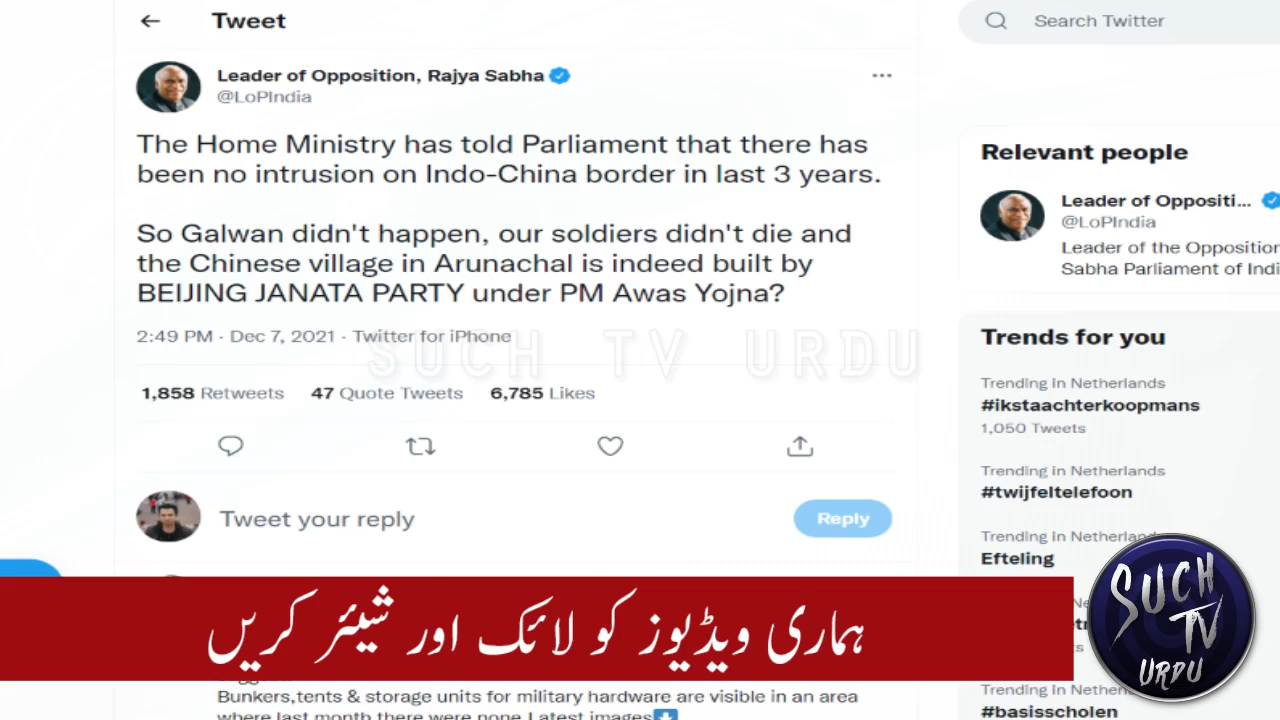 Tweet
Search Twitter
Leader of Opposition, Rajya Sabha
@LoPIndia
The Home Ministry has told Parliament that there has
been no intrusion on Indo-China border in last 3 years.
So Galwan didn't happen, our soldiers didn't die and
the Chinese village in Arunachal is indeed built by
BEIJING JANATA PARTY under PM Awas Yojna?
2:49 PM · Dec 7, 2021 · Twitter for iPhone
SUCH TV URDU
1,858 Retweets 47 Quote Tweets 6,785 Likes
Tweet your reply
Reply
Relevant people
Leader of Oppositi...
@LoPIndia
Leader of the Opposition
Sabha Parliament of Indi
Trends for you
Trending in Netherlands
#ikstaachterkoopmans
1,050 Tweets
Trending in Netherlands
#twijfeltelefoon
Trending in Netherlan
Efteling
Trending in Nethe
#basisscholen
ہماری ویڈیوز کو لائک اور شیئر کریں
SUCH
TV
URDU
Bunkers,tents & storage units for military hardware are visible in an area
where last month there were none.Latest images